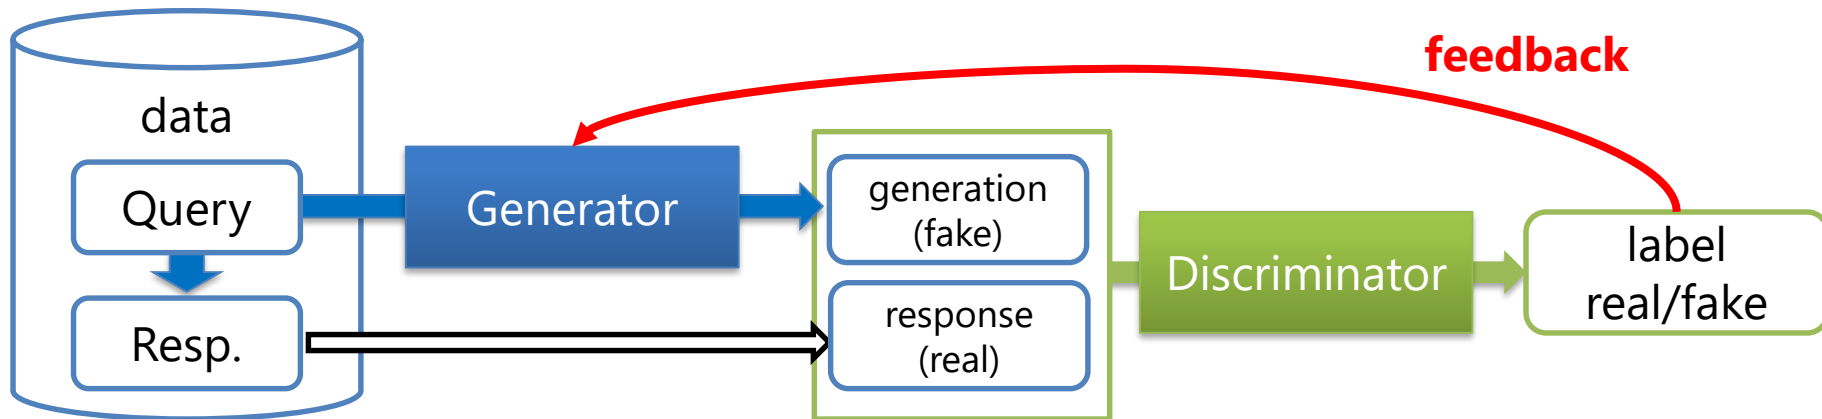 feedback
data
Query
Resp.
Generator
generation
(fake)
response
(real)
Discriminator
label
real/fake